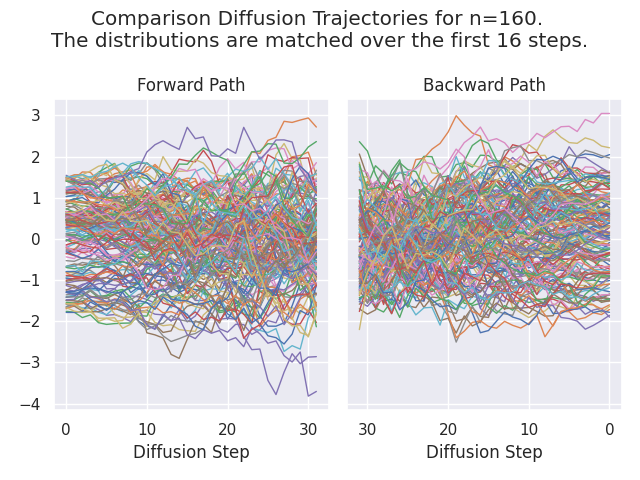 Comparison Diffusion Trajectories for n=160.
The distributions are matched over the first 16 steps.
Forward Path
Backward Path
3
2
1
0
−1
−2
−3
−4
0 10 20 30
30 20 10 0
Diffusion Step
Diffusion Step